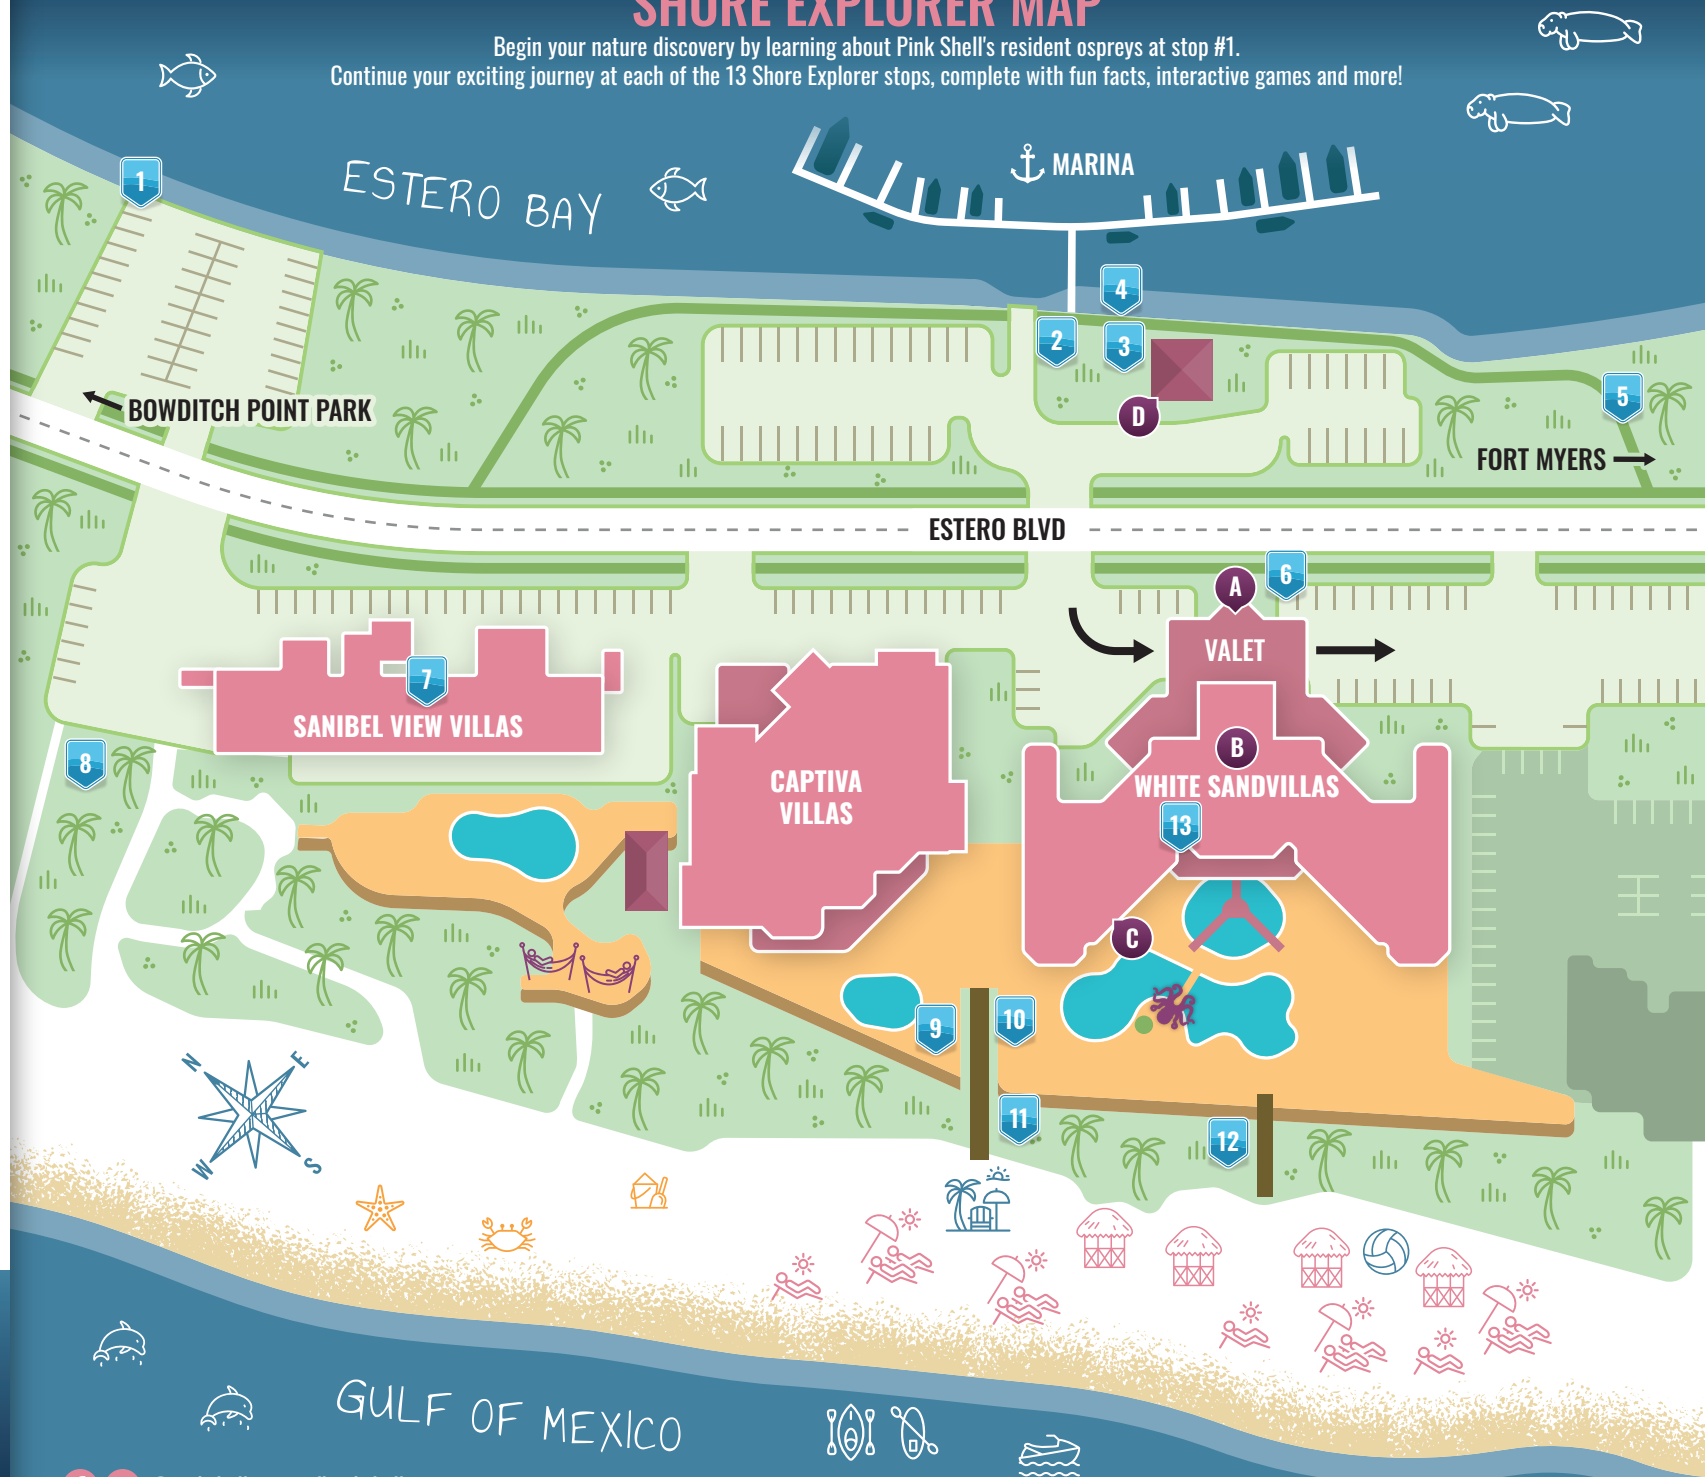 SHORE EXPLORER MAP
Begin your nature discovery by learning about Pink Shell's resident ospreys at stop #1.
Continue your exciting journey at each of the 13 Shore Explorer stops, complete with fun facts, interactive games and more!
1
ESTERO BAY
MARINA
4
2
3
5
D
BOWDITCH POINT PARK
FORT MYERS
ESTERO BLVD
A
6
VALET
7
SANIBEL VIEW VILLAS
8
B
CAPTIVA
VILLAS
WHITE SANDVILLAS
13
C
9
10
11
12
N
E
W
S
GULF OF MEXICO